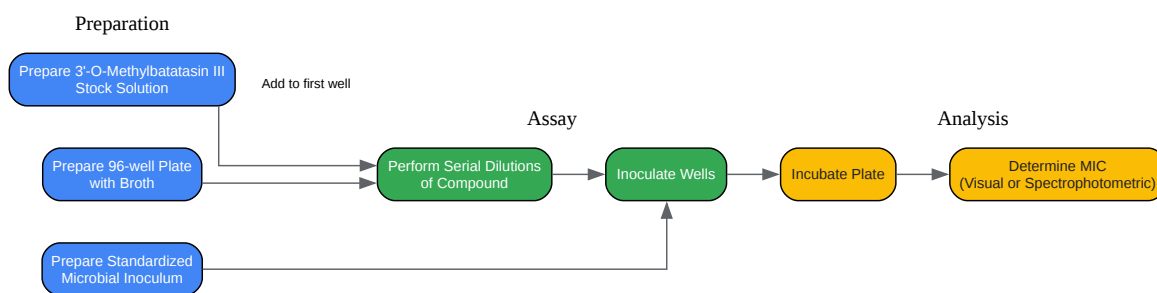 Preparation
Prepare 3'-O-Methylbatatasin III
Stock Solution
Add to first well
Prepare 96-well Plate
with Broth
Prepare Standardized
Microbial Inoculum
Assay
Perform Serial Dilutions
of Compound
Inoculate Wells
Analysis
Incubate Plate
Determine MIC
(Visual or Spectrophotometric)